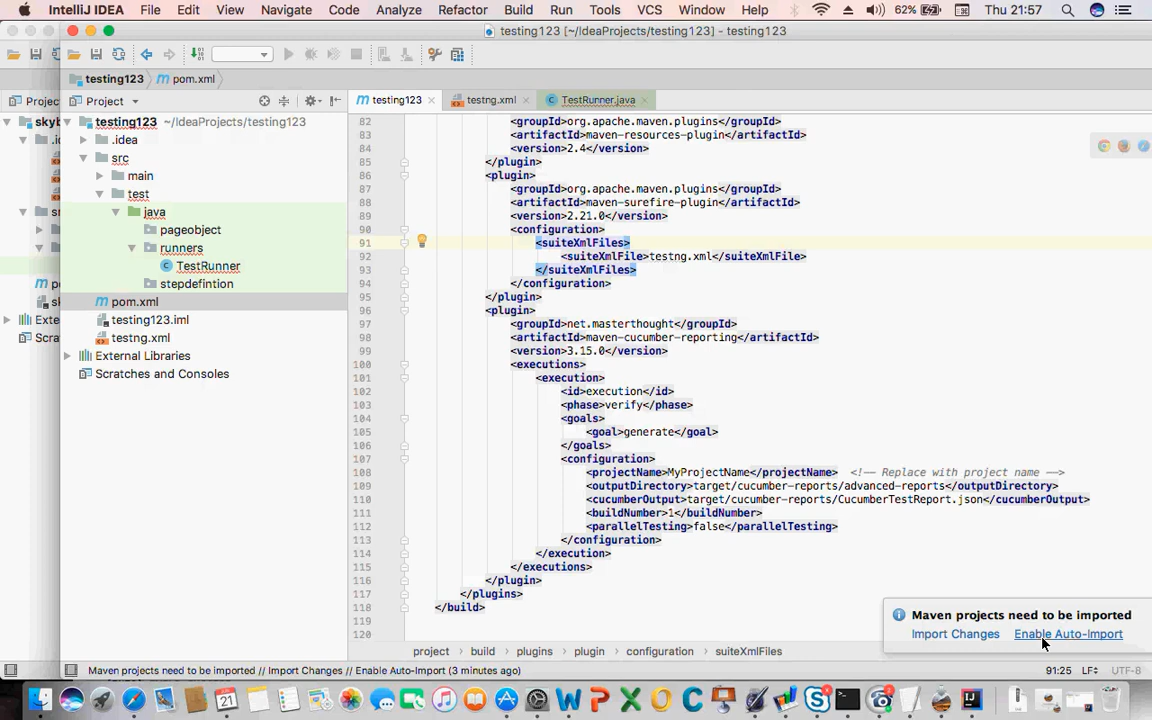 IntelliJ IDEA File Edit View Navigate Code Analyze Refactor Build Run Tools VCS Window Help 62% Thu 21:57
testing123 [~/IdeaProjects/testing123] - testing123
testing123 pom.xml
Project
testing123
testng.xml
TestRunner.java
testing123 ~/IdeaProjects/testing123
.idea
src
main
test
java
pageobject
runners
TestRunner
stepdefintion
pom.xml
testing123.iml
testng.xml
External Libraries
Scratches and Consoles
82 <groupId>org.apache.maven.plugins</groupId>
83 <artifactId>maven-resources-plugin</artifactId>
84 <version>2.4</version>
85 </plugin>
86 <plugin>
87 <groupId>org.apache.maven.plugins</groupId>
88 <artifactId>maven-surefire-plugin</artifactId>
89 <version>2.21.0</version>
90 <configuration>
91 <suiteXmlFiles>
92 <suiteXmlFile>testng.xml</suiteXmlFile>
93 </suiteXmlFiles>
94 </configuration>
95 </plugin>
96 <plugin>
97 <groupId>net.masterthought</groupId>
98 <artifactId>maven-cucumber-reporting</artifactId>
99 <version>3.15.0</version>
100 <executions>
101 <execution>
102 <id>execution</id>
103 <phase>verify</phase>
104 <goals>
105 <goal>generate</goal>
106 </goals>
107 <configuration>
108 <projectName>MyProjectName</projectName> <!-- Replace with project name -->
109 <outputDirectory>target/cucumber-reports/advanced-reports</outputDirectory>
110 <cucumberOutput>target/cucumber-reports/CucumberTestReport.json</cucumberOutput>
111 <buildNumber>1</buildNumber>
112 <parallelTesting>false</parallelTesting>
113 </configuration>
114 </execution>
115 </executions>
116 </plugin>
117 </plugins>
118 </build>
119
120
Maven projects need to be imported
Import Changes Enable Auto-Import
project build plugins plugin configuration suiteXmlFiles
Maven projects need to be imported // Import Changes // Enable Auto-Import (3 minutes ago) 91:25 LF UTF-8